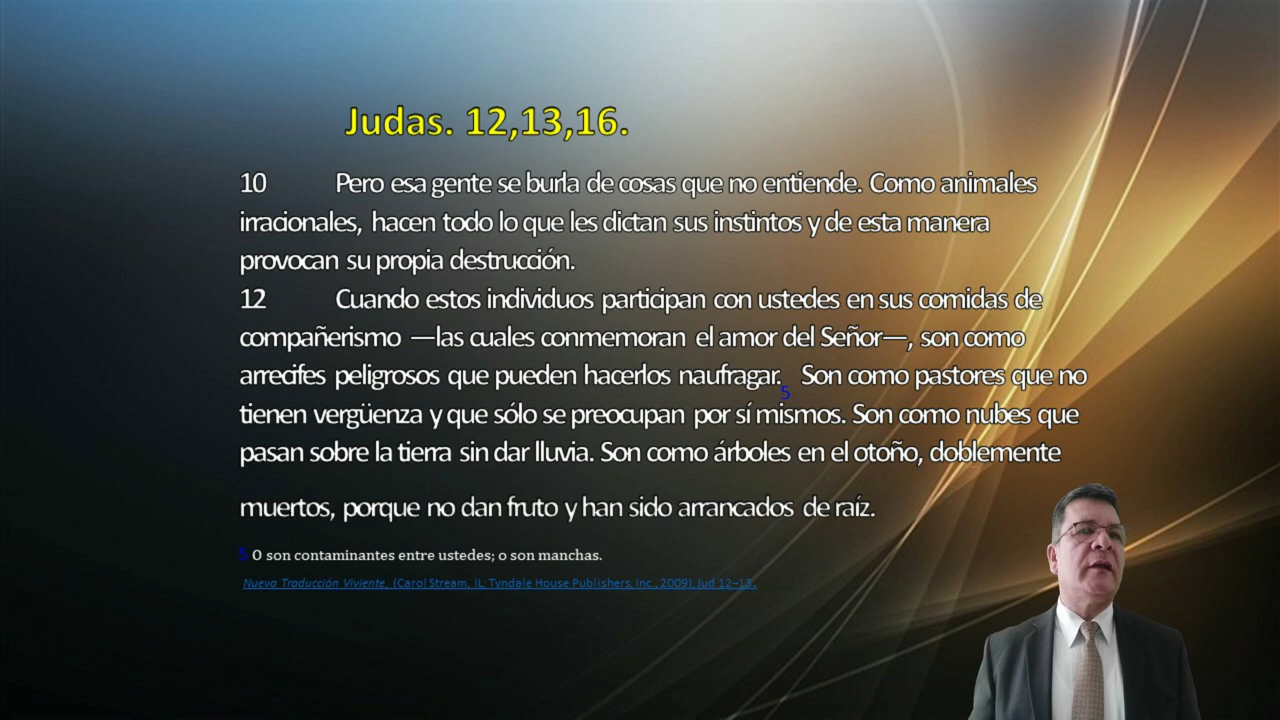 Judas. 12,13,16.
10 Pero esa gente se burla de cosas que no entiende. Como animales
irracionales, hacen todo lo que les dictan sus instintos y de esta manera
provocan su propia destrucción.
12 Cuando estos individuos participan con ustedes en sus comidas de
compañerismo —las cuales conmemoran el amor del Señor—, son como
arrecifes peligrosos que pueden hacerlos naufragar. 5 Son como pastores que no
tienen vergüenza y que sólo se preocupan por sí mismos. Son como nubes que
pasan sobre la tierra sin dar lluvia. Son como árboles en el otoño, doblemente
muertos, porque no dan fruto y han sido arrancados de raíz.
5 O son contaminantes entre ustedes; o son manchas.
Nueva Traducción Viviente, (Carol Stream, IL: Tyndale House Publishers, Inc., 2009), Jud 12–13.